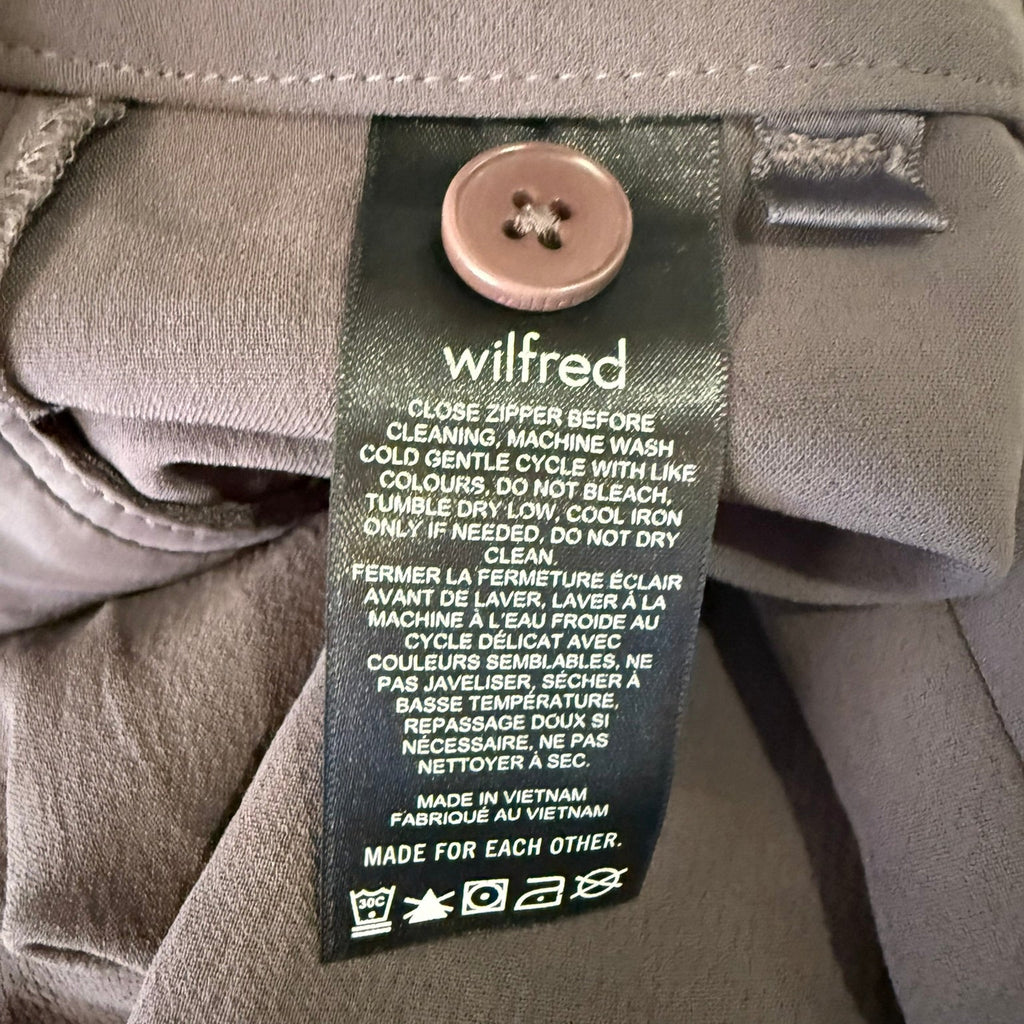 wilfred
CLOSE ZIPPER BEFORE
CLEANING, MACHINE WASH
COLD GENTLE CYCLE WITH LIKE
COLOURS, DO NOT BLEACH,
TUMBLE DRY LOW, COOL IRON
ONLY IF NEEDED, DO NOT DRY
CLEAN.
FERMER LA FERMETURE ÉCLAIR
AVANT DE LAVER, LAVER À LA
MACHINE À L'EAU FROIDE AU
CYCLE DÉLICAT AVEC
COULEURS SEMBLABLES, NE
PAS JAVELISER, SÉCHER À
BASSE TEMPÉRATURE,
REPASSAGE DOUX SI
NÉCESSAIRE, NE PAS
NETTOYER À SEC.
MADE IN VIETNAM
FABRIQUÉ AU VIETNAM
MADE FOR EACH OTHER.
30C